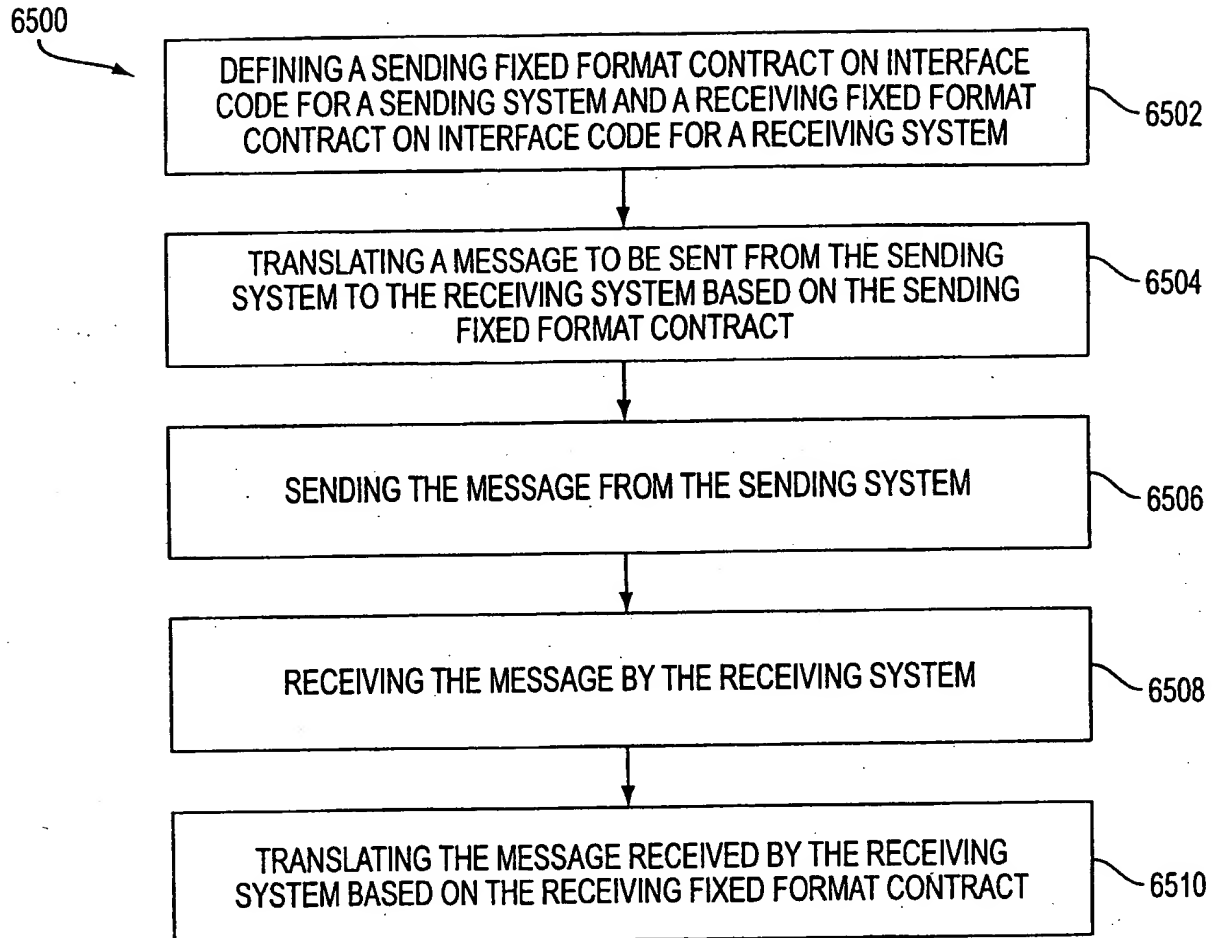 6500
DEFINING A SENDING FIXED FORMAT CONTRACT ON INTERFACE
CODE FOR A SENDING SYSTEM AND A RECEIVING FIXED FORMAT
CONTRACT ON INTERFACE CODE FOR A RECEIVING SYSTEM
6502
TRANSLATING A MESSAGE TO BE SENT FROM THE SENDING
SYSTEM TO THE RECEIVING SYSTEM BASED ON THE SENDING
FIXED FORMAT CONTRACT
6504
SENDING THE MESSAGE FROM THE SENDING SYSTEM
6506
RECEIVING THE MESSAGE BY THE RECEIVING SYSTEM
6508
TRANSLATING THE MESSAGE RECEIVED BY THE RECEIVING
SYSTEM BASED ON THE RECEIVING FIXED FORMAT CONTRACT
6510